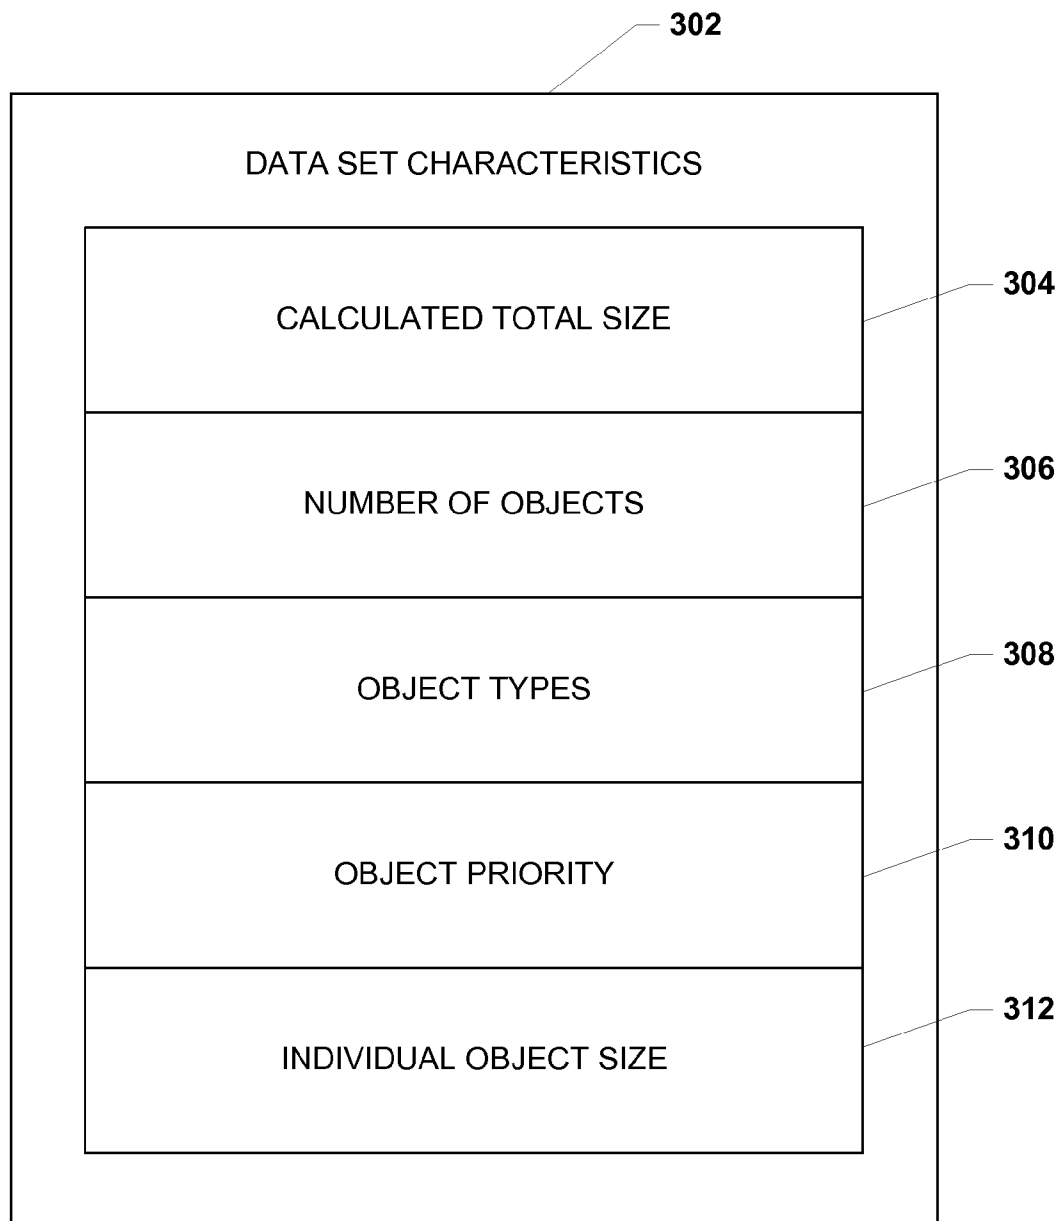 302
DATA SET CHARACTERISTICS
CALCULATED TOTAL SIZE
304
NUMBER OF OBJECTS
306
OBJECT TYPES
308
OBJECT PRIORITY
310
INDIVIDUAL OBJECT SIZE
312